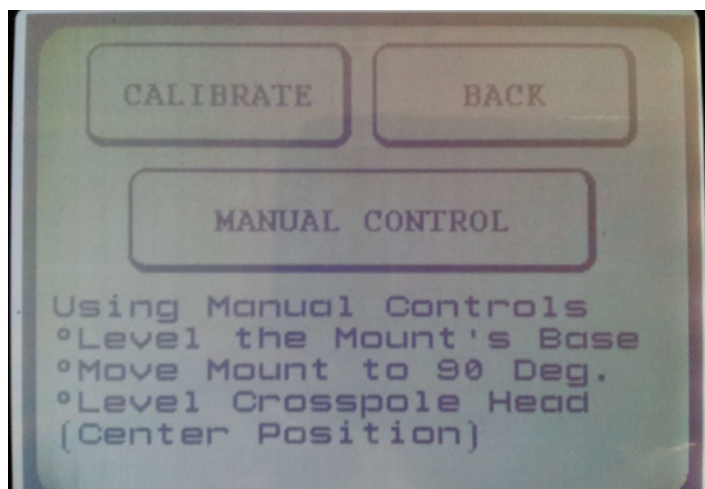 CALIBRATE
BACK
MANUAL CONTROL
Using Manual Controls
°Level the Mount's Base
°Move Mount to 90 Deg.
°Level Crosspole Head
(Center Position)